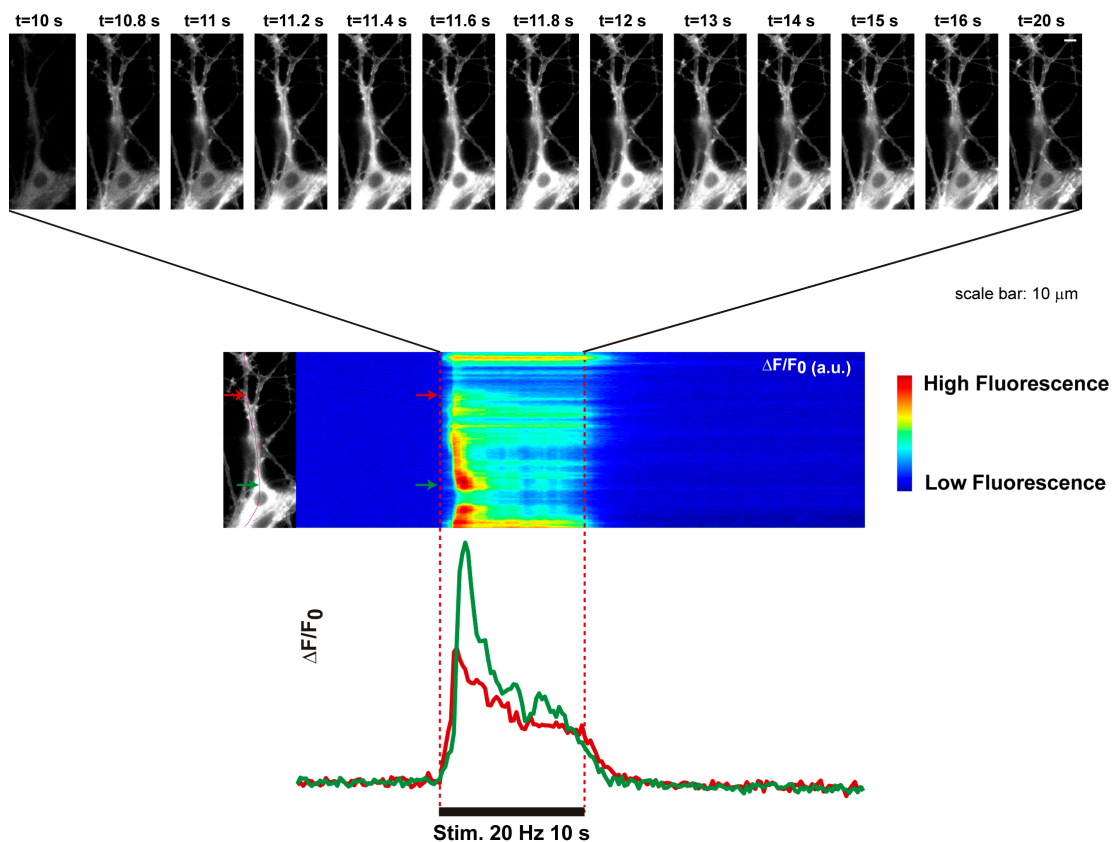 t=10 s t=10.8 s t=11 s t=11.2 s t=11.4 s t=11.6 s t=11.8 s t=12 s t=13 s t=14 s t=15 s t=16 s t=20 s
scale bar: 10 μm
ΔF/F0 (a.u.)
High Fluorescence
Low Fluorescence
ΔF/F0
Stim. 20 Hz 10 s